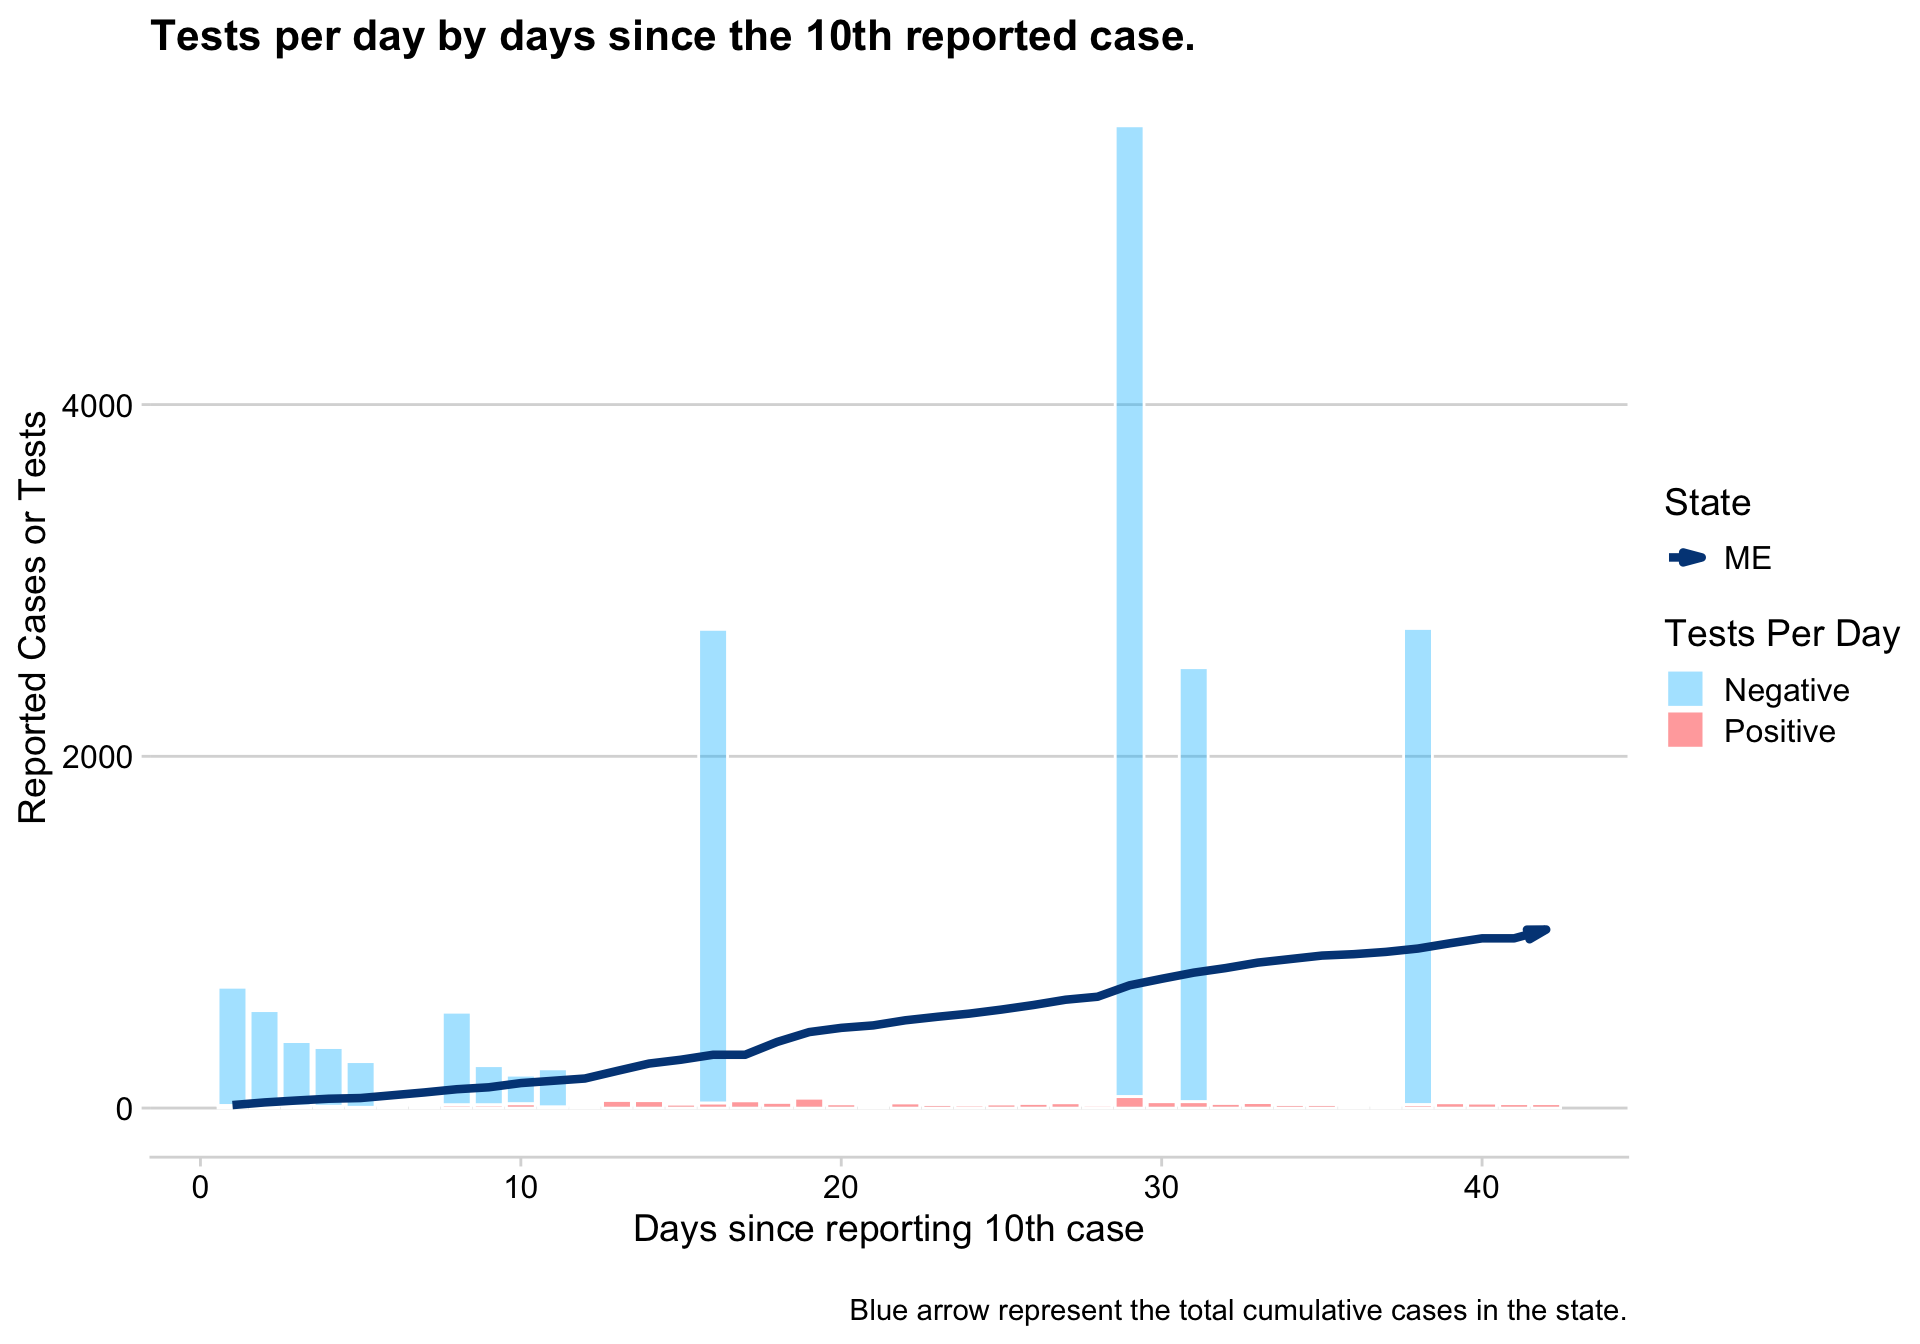 Tests per day by days since the 10th reported case.
Reported Cases or Tests
4000
2000
0
0 10 20 30 40
Days since reporting 10th case
State
ME
Tests Per Day
Negative
Positive
Blue arrow represent the total cumulative cases in the state.